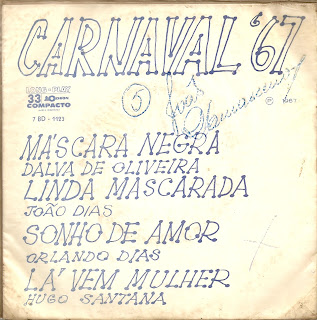 CARNAVAL '67
LONG-PLAY
33
COMPACTO
7 BD - 1123
5
℗ 1967
MÁSCARA NEGRA
DALVA DE OLIVEIRA
LINDA MASCARADA
JOÃO DIAS
SONHO DE AMOR
ORLANDO DIAS
LÁ VEM MULHER
HUGO SANTANA